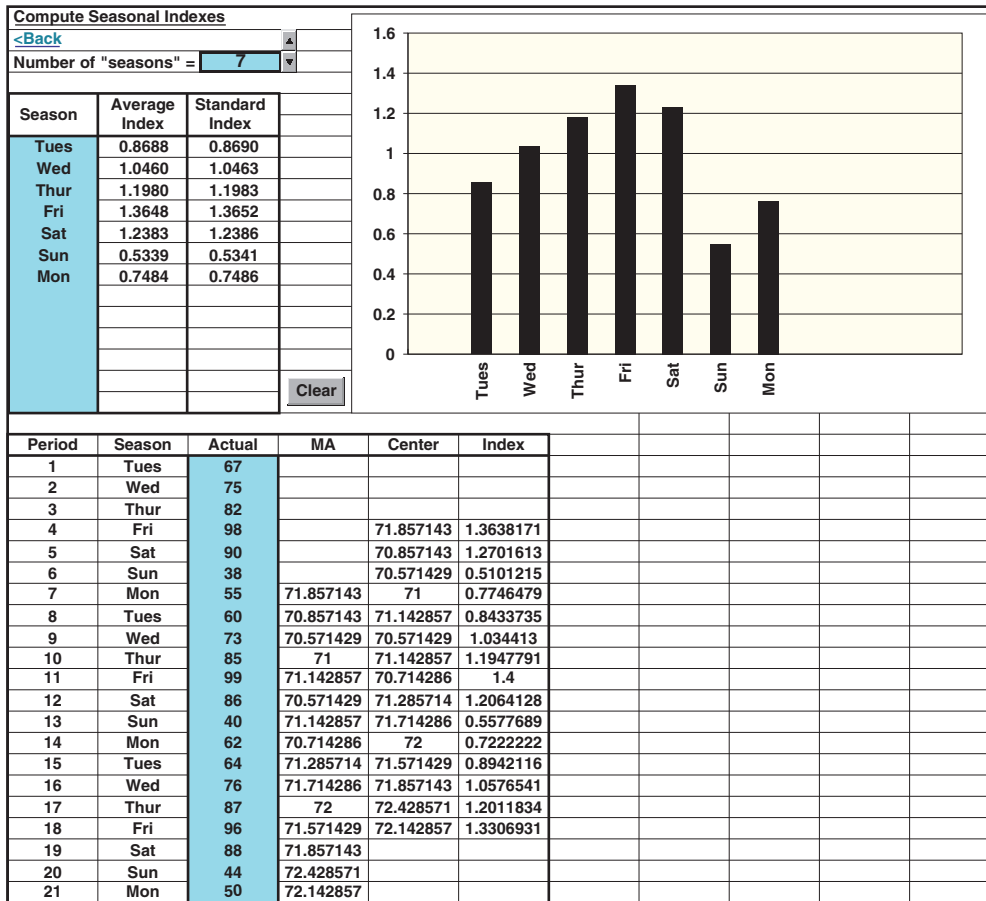 Compute Seasonal Indexes
<Back
Number of "seasons" = 7
Season Average Index Standard Index
Tues 0.8688 0.8690
Wed 1.0460 1.0463
Thur 1.1980 1.1983
Fri 1.3648 1.3652
Sat 1.2383 1.2386
Sun 0.5339 0.5341
Mon 0.7484 0.7486
Clear
1.6
1.4
1.2
1
0.8
0.6
0.4
0.2
0
Tues Wed Thur Fri Sat Sun Mon
Period Season Actual MA Center Index
1 Tues 67
2 Wed 75
3 Thur 82
4 Fri 98 71.857143 1.3638171
5 Sat 90 70.857143 1.2701613
6 Sun 38 70.571429 0.5101215
7 Mon 55 71.857143 71 0.7746479
8 Tues 60 70.857143 71.142857 0.8433735
9 Wed 73 70.571429 70.571429 1.034413
10 Thur 85 71 71.142857 1.1947791
11 Fri 99 71.142857 70.714286 1.4
12 Sat 86 70.571429 71.285714 1.2064128
13 Sun 40 71.142857 71.714286 0.5577689
14 Mon 62 70.714286 72 0.7222222
15 Tues 64 71.285714 71.571429 0.8942116
16 Wed 76 71.714286 71.857143 1.0576541
17 Thur 87 72 72.428571 1.2011834
18 Fri 96 71.571429 72.142857 1.3306931
19 Sat 88 71.857143
20 Sun 44 72.428571
21 Mon 50 72.142857